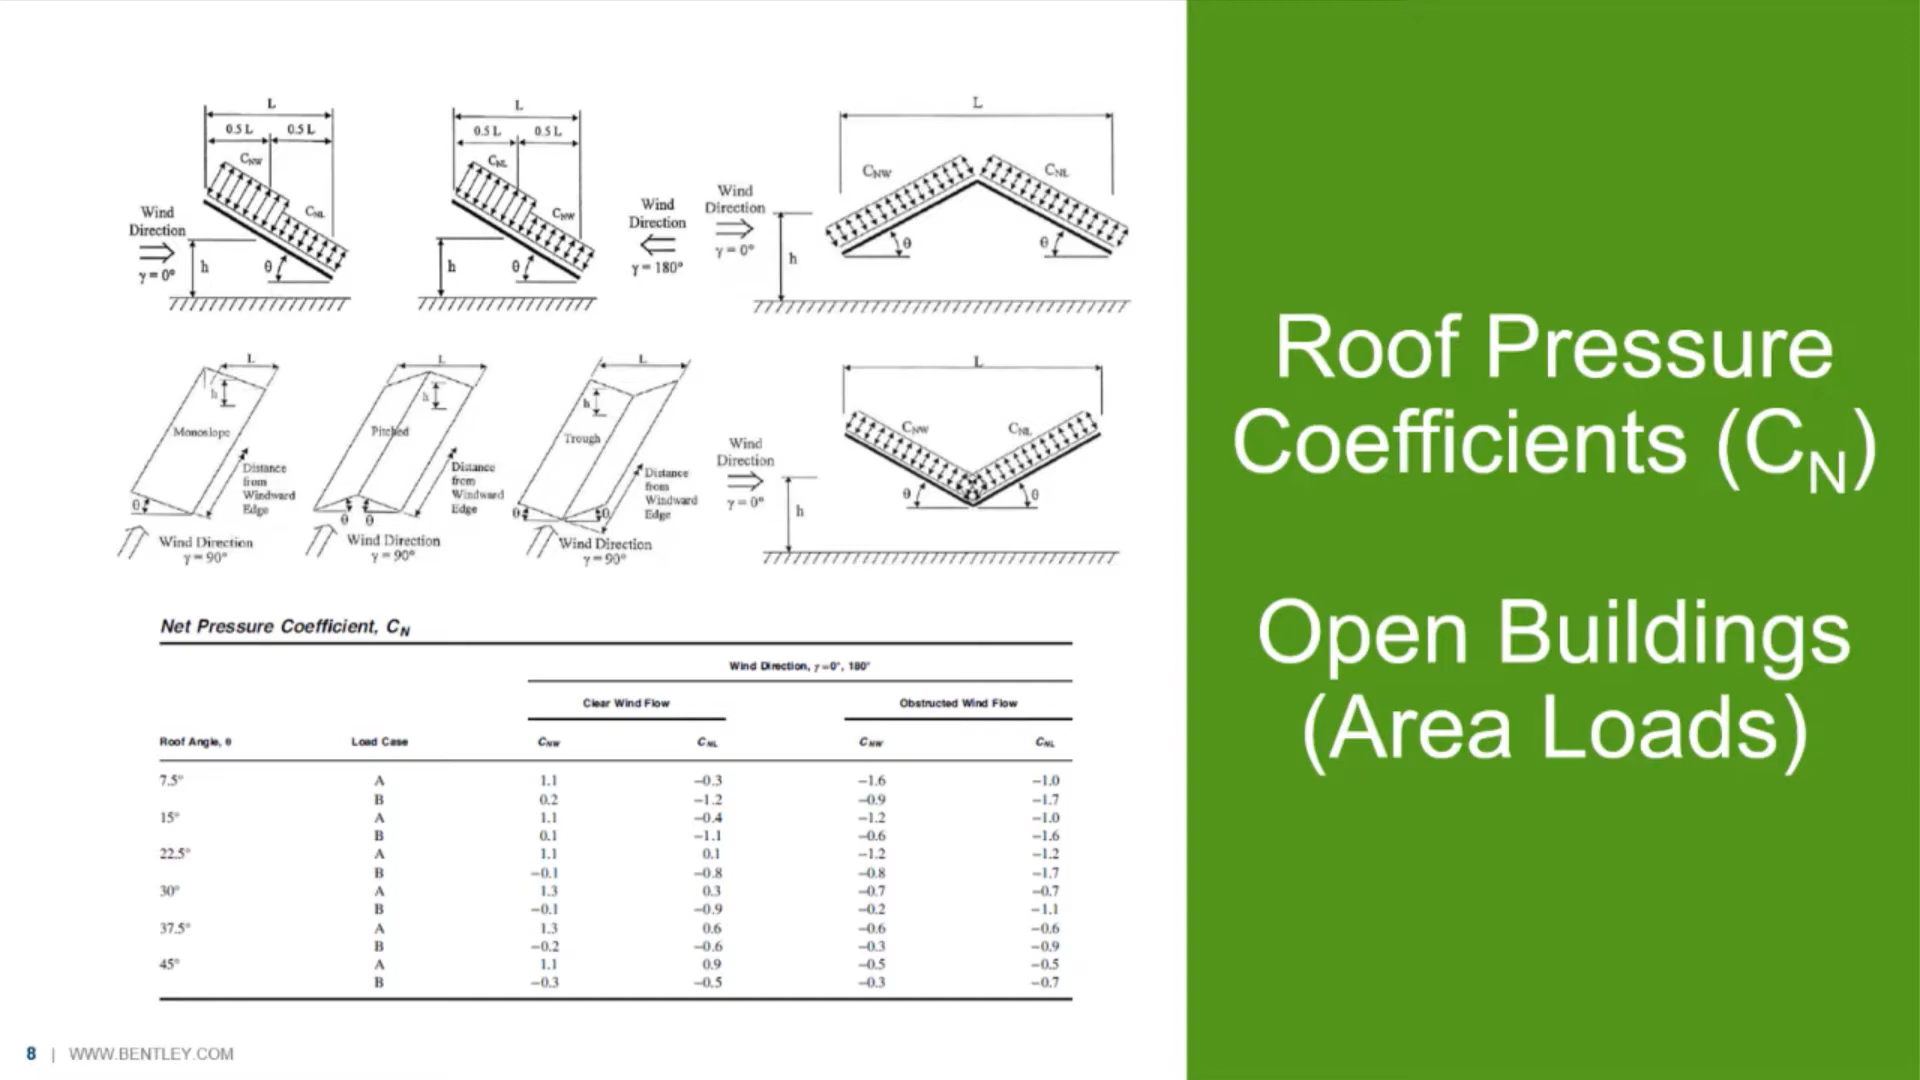 L
0.5 L 0.5 L
CNW
CNL
Wind
Direction
γ = 0°
h
θ
L
0.5 L 0.5 L
CNL
CNW
Wind
Direction
γ = 180°
h
θ
L
CNW
CNL
Wind
Direction
γ = 0°
h
θ
θ
L
h
Monoslope
Distance
from
Windward
Edge
θ
Wind Direction
γ = 90°
L
h
Pitched
Distance
from
Windward
Edge
θ θ
Wind Direction
γ = 90°
L
h
Trough
Distance
from
Windward
Edge
θ θ
Wind Direction
γ = 90°
L
CNW
CNL
Wind
Direction
γ = 0°
h
θ
θ
Net Pressure Coefficient, CN
Wind Direction, γ = 0°, 180°
Clear Wind Flow Obstructed Wind Flow
Roof Angle, θ Load Case CNW CNL CNW CNL
7.5° A 1.1 −0.3 −1.6 −1.0
B 0.2 −1.2 −0.9 −1.7
15° A 1.1 −0.4 −1.2 −1.0
B 0.1 −1.1 −0.6 −1.6
22.5° A 1.1 0.1 −1.2 −1.2
B −0.1 −0.8 −0.8 −1.7
30° A 1.3 0.3 −0.7 −0.7
B −0.1 −0.9 −0.2 −1.1
37.5° A 1.3 0.6 −0.6 −0.6
B −0.2 −0.6 −0.3 −0.9
45° A 1.1 0.9 −0.5 −0.5
B −0.3 −0.5 −0.3 −0.7
8 | WWW.BENTLEY.COM
Roof Pressure
Coefficients (CN)
Open Buildings
(Area Loads)